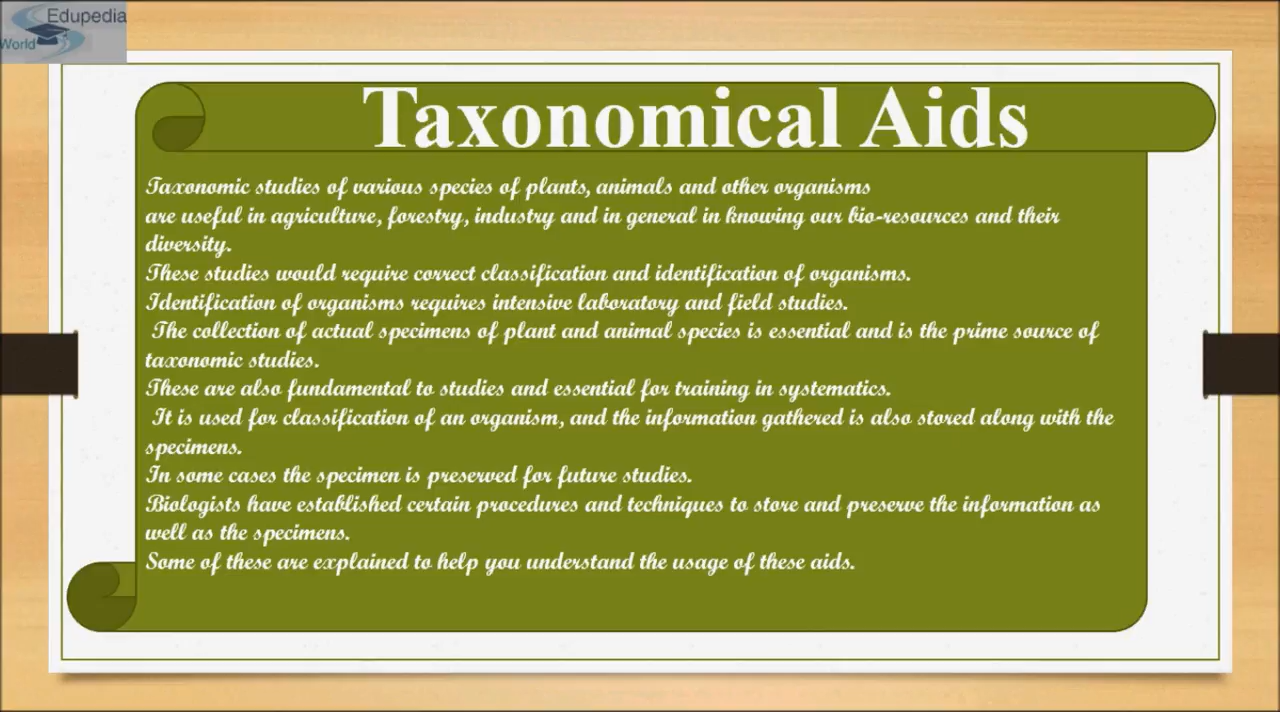 Edupedia
World
Taxonomical Aids
Taxonomic studies of various species of plants, animals and other organisms
are useful in agriculture, forestry, industry and in general in knowing our bio-resources and their
diversity.
These studies would require correct classification and identification of organisms.
Identification of organisms requires intensive laboratory and field studies.
The collection of actual specimens of plant and animal species is essential and is the prime source of
taxonomic studies.
These are also fundamental to studies and essential for training in systematics.
It is used for classification of an organism, and the information gathered is also stored along with the
specimens.
In some cases the specimen is preserved for future studies.
Biologists have established certain procedures and techniques to store and preserve the information as
well as the specimens.
Some of these are explained to help you understand the usage of these aids.